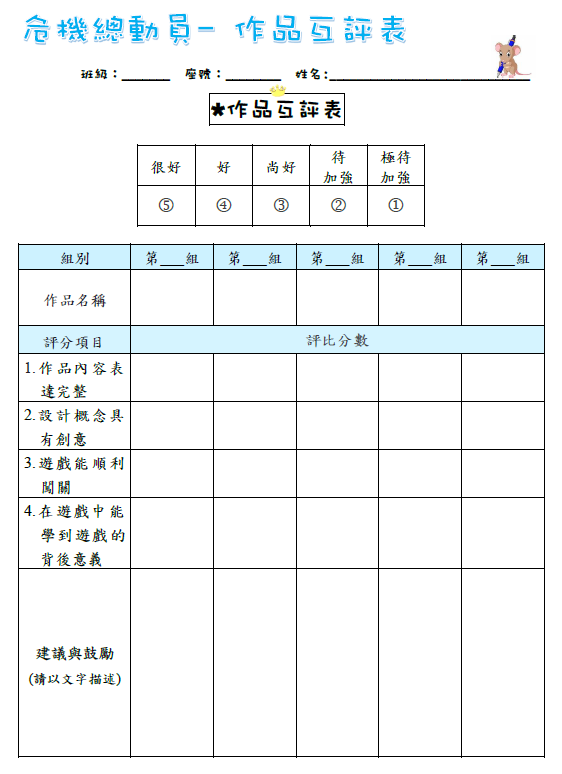 危機總動員- 作品互評表
班級：______ 座號：_______ 姓名:_________________________
*作品互評表
很好 好 尚好 待加強 極待加強
⑤ ④ ③ ② ①
組別 第___組 第___組 第___組 第___組 第___組
作品名稱
評分項目 評比分數
1.作品內容表
達完整
2.設計概念具
有創意
3.遊戲能順利
闖關
4.在遊戲中能
學到遊戲的
背後意義
建議與鼓勵
(請以文字描述)